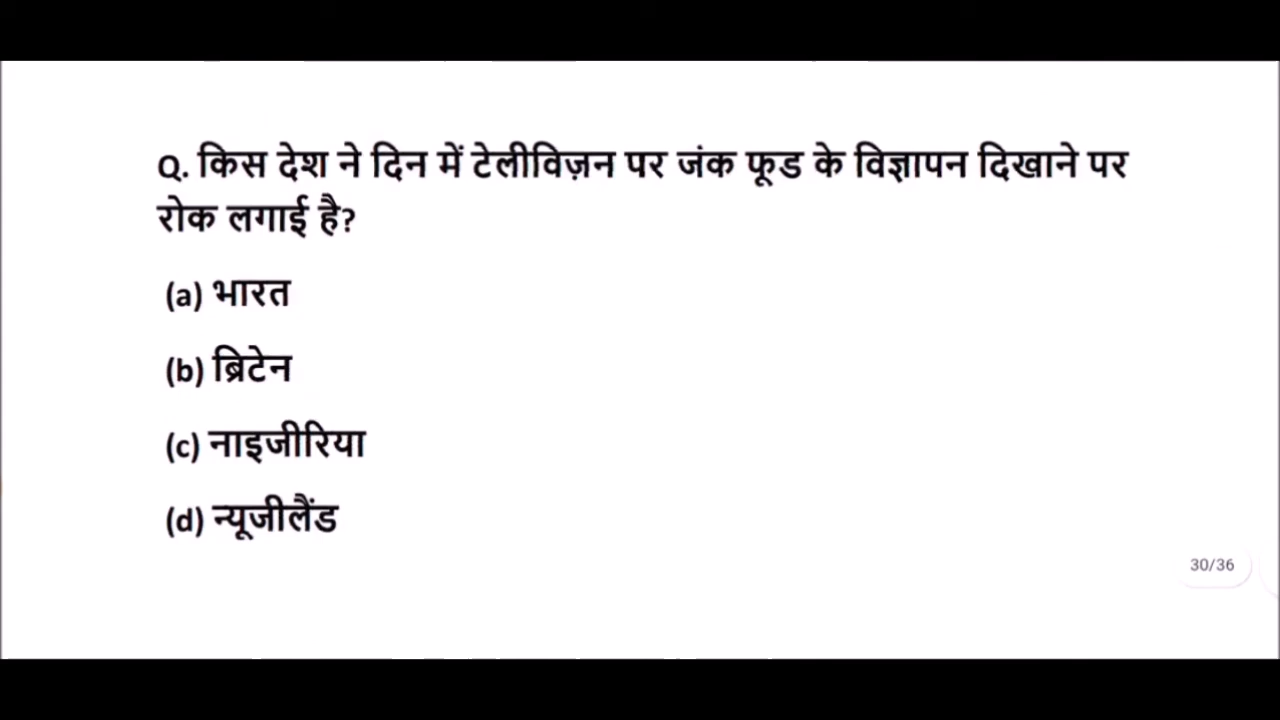 Q. किस देश ने दिन में टेलीविज़न पर जंक फूड के विज्ञापन दिखाने पर
रोक लगाई है?
(a) भारत
(b) ब्रिटेन
(c) नाइजीरिया
(d) न्यूजीलैंड
30/36